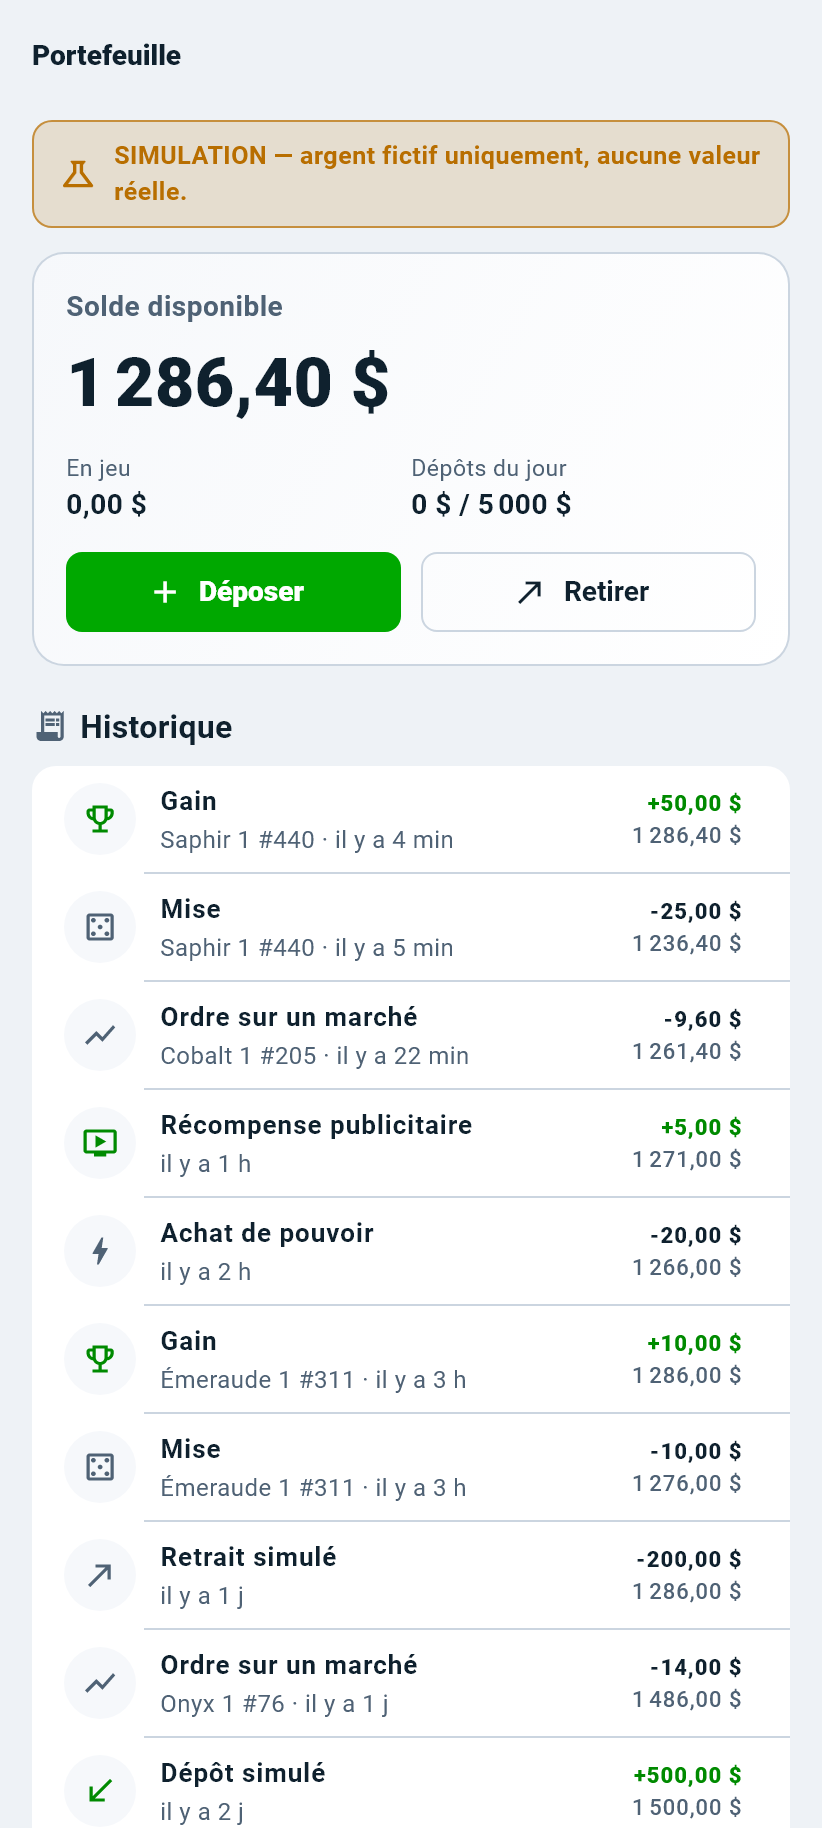 Portefeuille
SIMULATION — argent fictif uniquement, aucune valeur
réelle.
Solde disponible
1 286,40 $
En jeu
Dépôts du jour
0,00 $
0 $ / 5 000 $
Déposer
Retirer
Historique
Gain
+50,00 $
Saphir 1 #440 · il y a 4 min
1 286,40 $
Mise
-25,00 $
Saphir 1 #440 · il y a 5 min
1 236,40 $
Ordre sur un marché
-9,60 $
Cobalt 1 #205 · il y a 22 min
1 261,40 $
Récompense publicitaire
+5,00 $
il y a 1 h
1 271,00 $
Achat de pouvoir
-20,00 $
il y a 2 h
1 266,00 $
Gain
+10,00 $
Émeraude 1 #311 · il y a 3 h
1 286,00 $
Mise
-10,00 $
Émeraude 1 #311 · il y a 3 h
1 276,00 $
Retrait simulé
-200,00 $
il y a 1 j
1 286,00 $
Ordre sur un marché
-14,00 $
Onyx 1 #76 · il y a 1 j
1 486,00 $
Dépôt simulé
+500,00 $
il y a 2 j
1 500,00 $